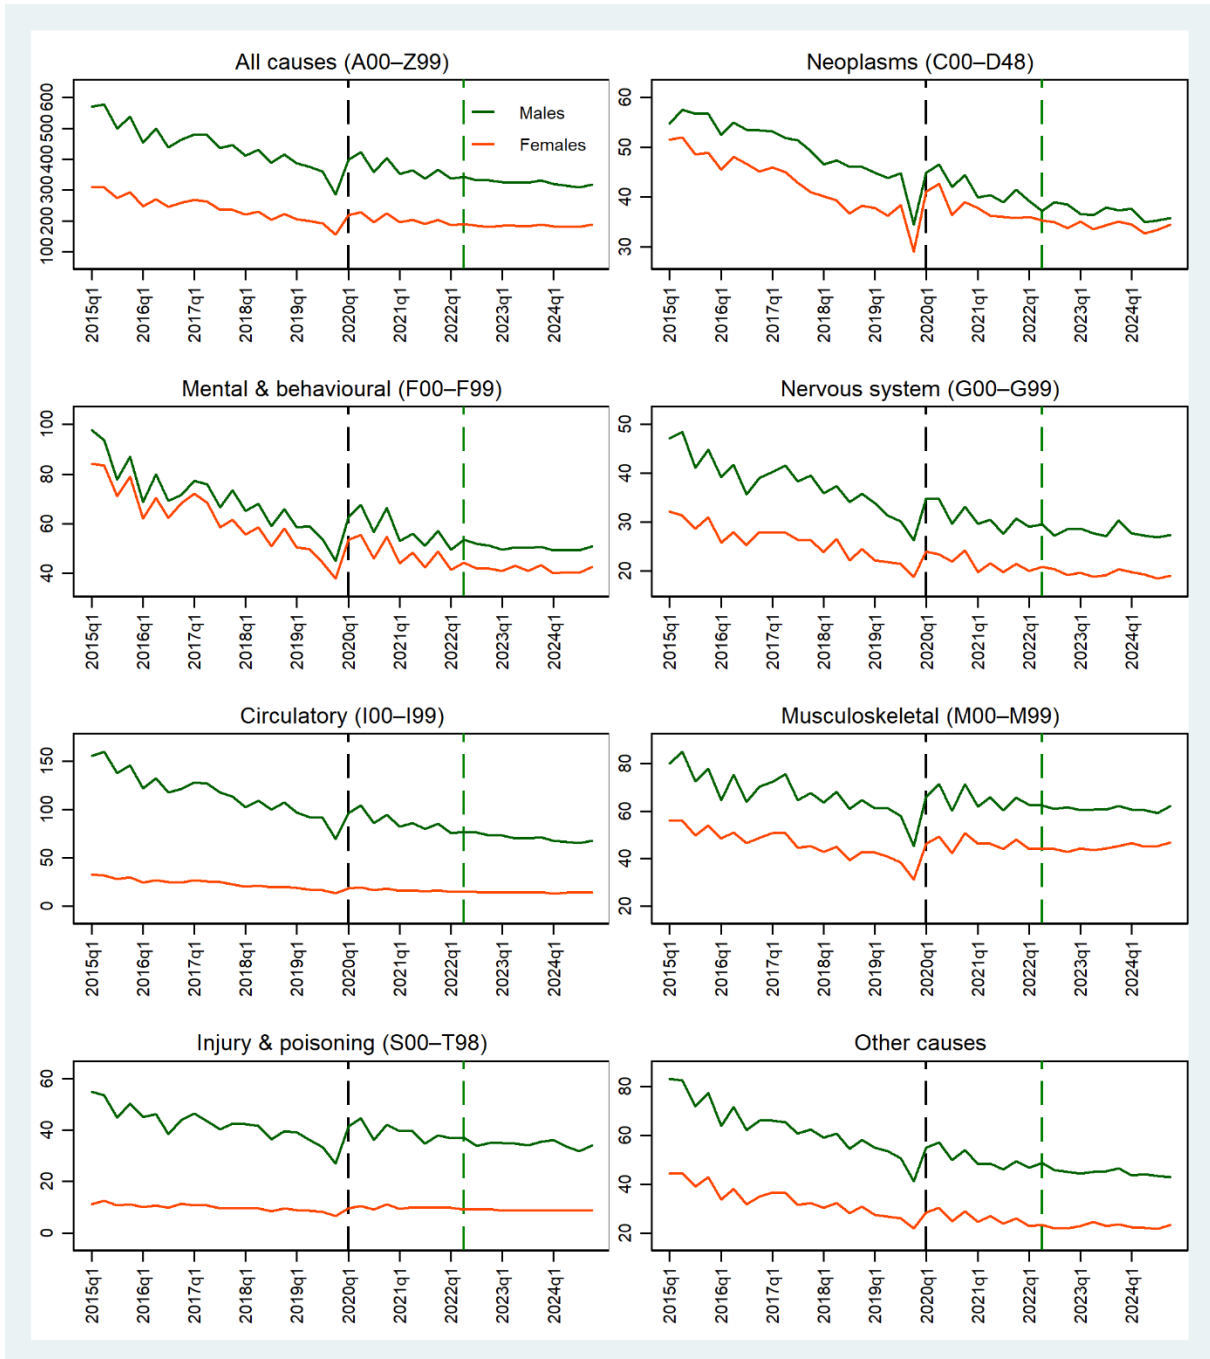 All causes (A00–Z99)
600
500
400
300
200
100
Males
Females
2015q1
2016q1
2017q1
2018q1
2019q1
2020q1
2021q1
2022q1
2023q1
2024q1
Neoplasms (C00–D48)
60
50
40
30
2015q1
2016q1
2017q1
2018q1
2019q1
2020q1
2021q1
2022q1
2023q1
2024q1
Mental & behavioural (F00–F99)
100
80
60
40
2015q1
2016q1
2017q1
2018q1
2019q1
2020q1
2021q1
2022q1
2023q1
2024q1
Nervous system (G00–G99)
50
40
30
20
2015q1
2016q1
2017q1
2018q1
2019q1
2020q1
2021q1
2022q1
2023q1
2024q1
Circulatory (I00–I99)
150
100
50
0
2015q1
2016q1
2017q1
2018q1
2019q1
2020q1
2021q1
2022q1
2023q1
2024q1
Musculoskeletal (M00–M99)
80
60
40
20
2015q1
2016q1
2017q1
2018q1
2019q1
2020q1
2021q1
2022q1
2023q1
2024q1
Injury & poisoning (S00–T98)
60
40
20
0
2015q1
2016q1
2017q1
2018q1
2019q1
2020q1
2021q1
2022q1
2023q1
2024q1
Other causes
80
60
40
20
2015q1
2016q1
2017q1
2018q1
2019q1
2020q1
2021q1
2022q1
2023q1
2024q1